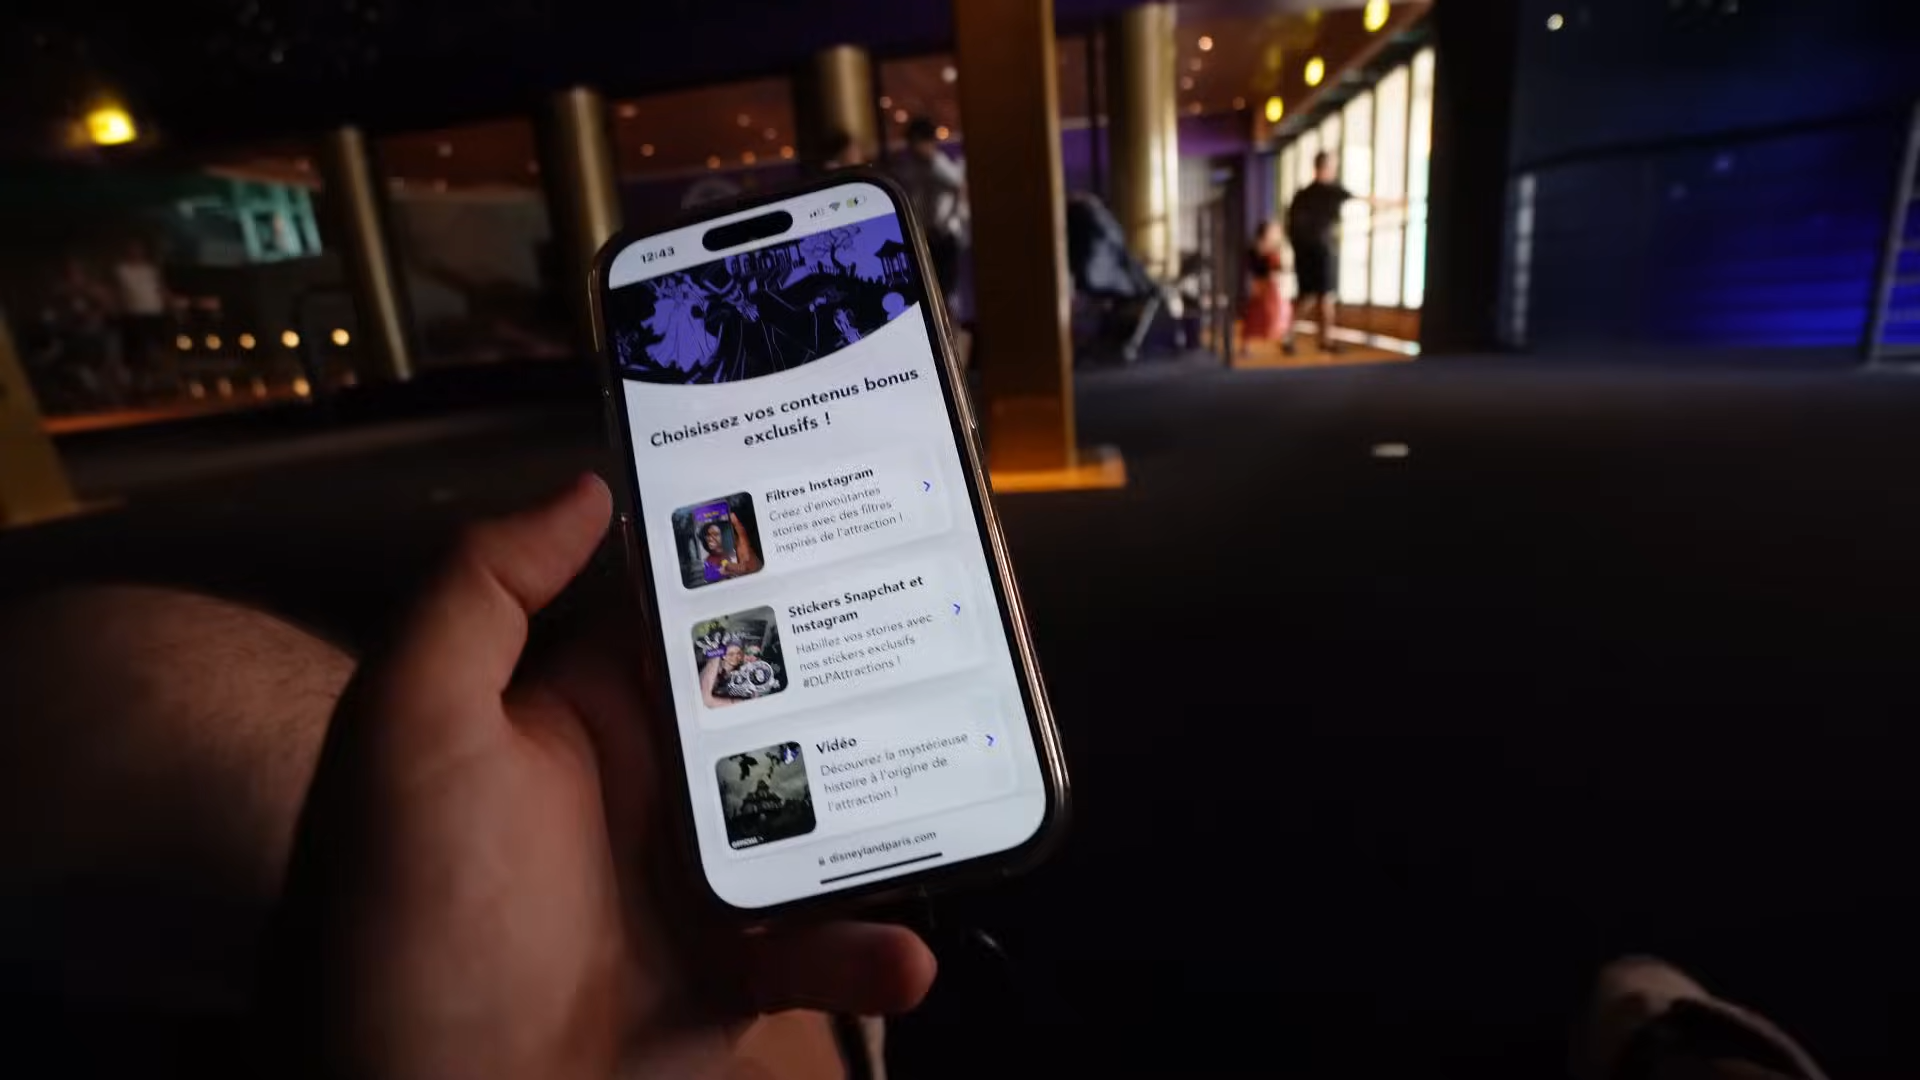 12:43
Choisissez vos contenus bonus
exclusifs !
Filtres Instagram
Créez d'envoûtantes
stories avec des filtres
inspirés de l'attraction !
Stickers Snapchat et
Instagram
Habillez vos stories avec
nos stickers exclusifs
#DLPAttractions !
Vidéo
Découvrez la mystérieuse
histoire à l'origine de
l'attraction !
disneylandparis.com